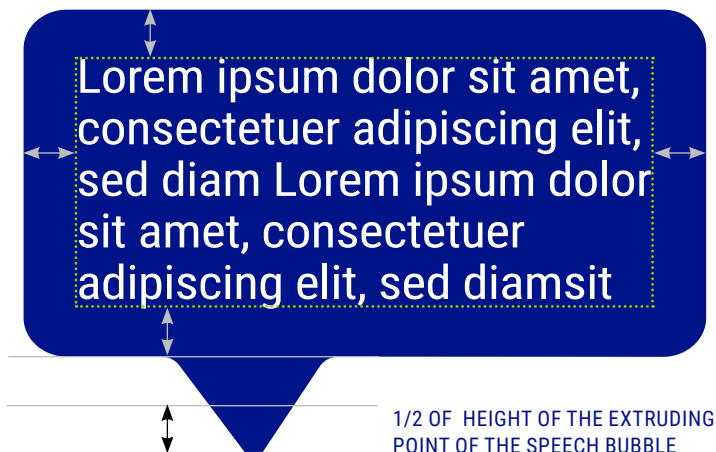 Lorem ipsum dolor sit amet,
consectetuer adipiscing elit,
sed diam Lorem ipsum dolor
sit amet, consectetuer
adipiscing elit, sed diamsit
1/2 OF HEIGHT OF THE EXTRUDING
POINT OF THE SPEECH BUBBLE